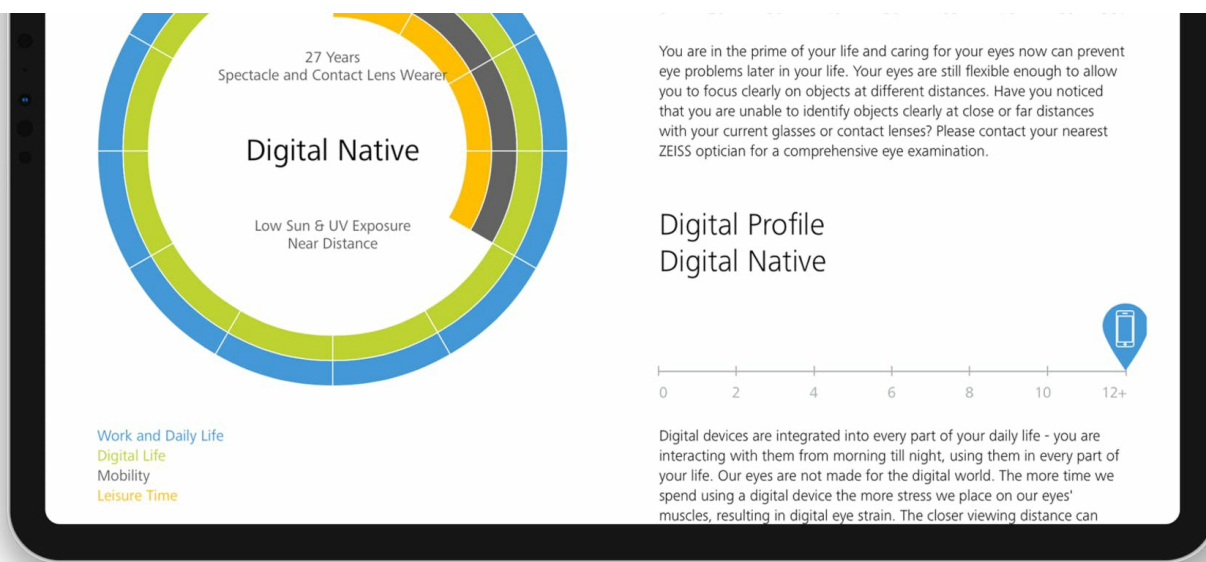 27 Years
Spectacle and Contact Lens Wearer
Digital Native
Low Sun & UV Exposure
Near Distance
Work and Daily Life
Digital Life
Mobility
Leisure Time
You are in the prime of your life and caring for your eyes now can prevent
eye problems later in your life. Your eyes are still flexible enough to allow
you to focus clearly on objects at different distances. Have you noticed
that you are unable to identify objects clearly at close or far distances
with your current glasses or contact lenses? Please contact your nearest
ZEISS optician for a comprehensive eye examination.
Digital Profile
Digital Native
0 2 4 6 8 10 12+
Digital devices are integrated into every part of your daily life - you are
interacting with them from morning till night, using them in every part of
your life. Our eyes are not made for the digital world. The more time we
spend using a digital device the more stress we place on our eyes'
muscles, resulting in digital eye strain. The closer viewing distance can